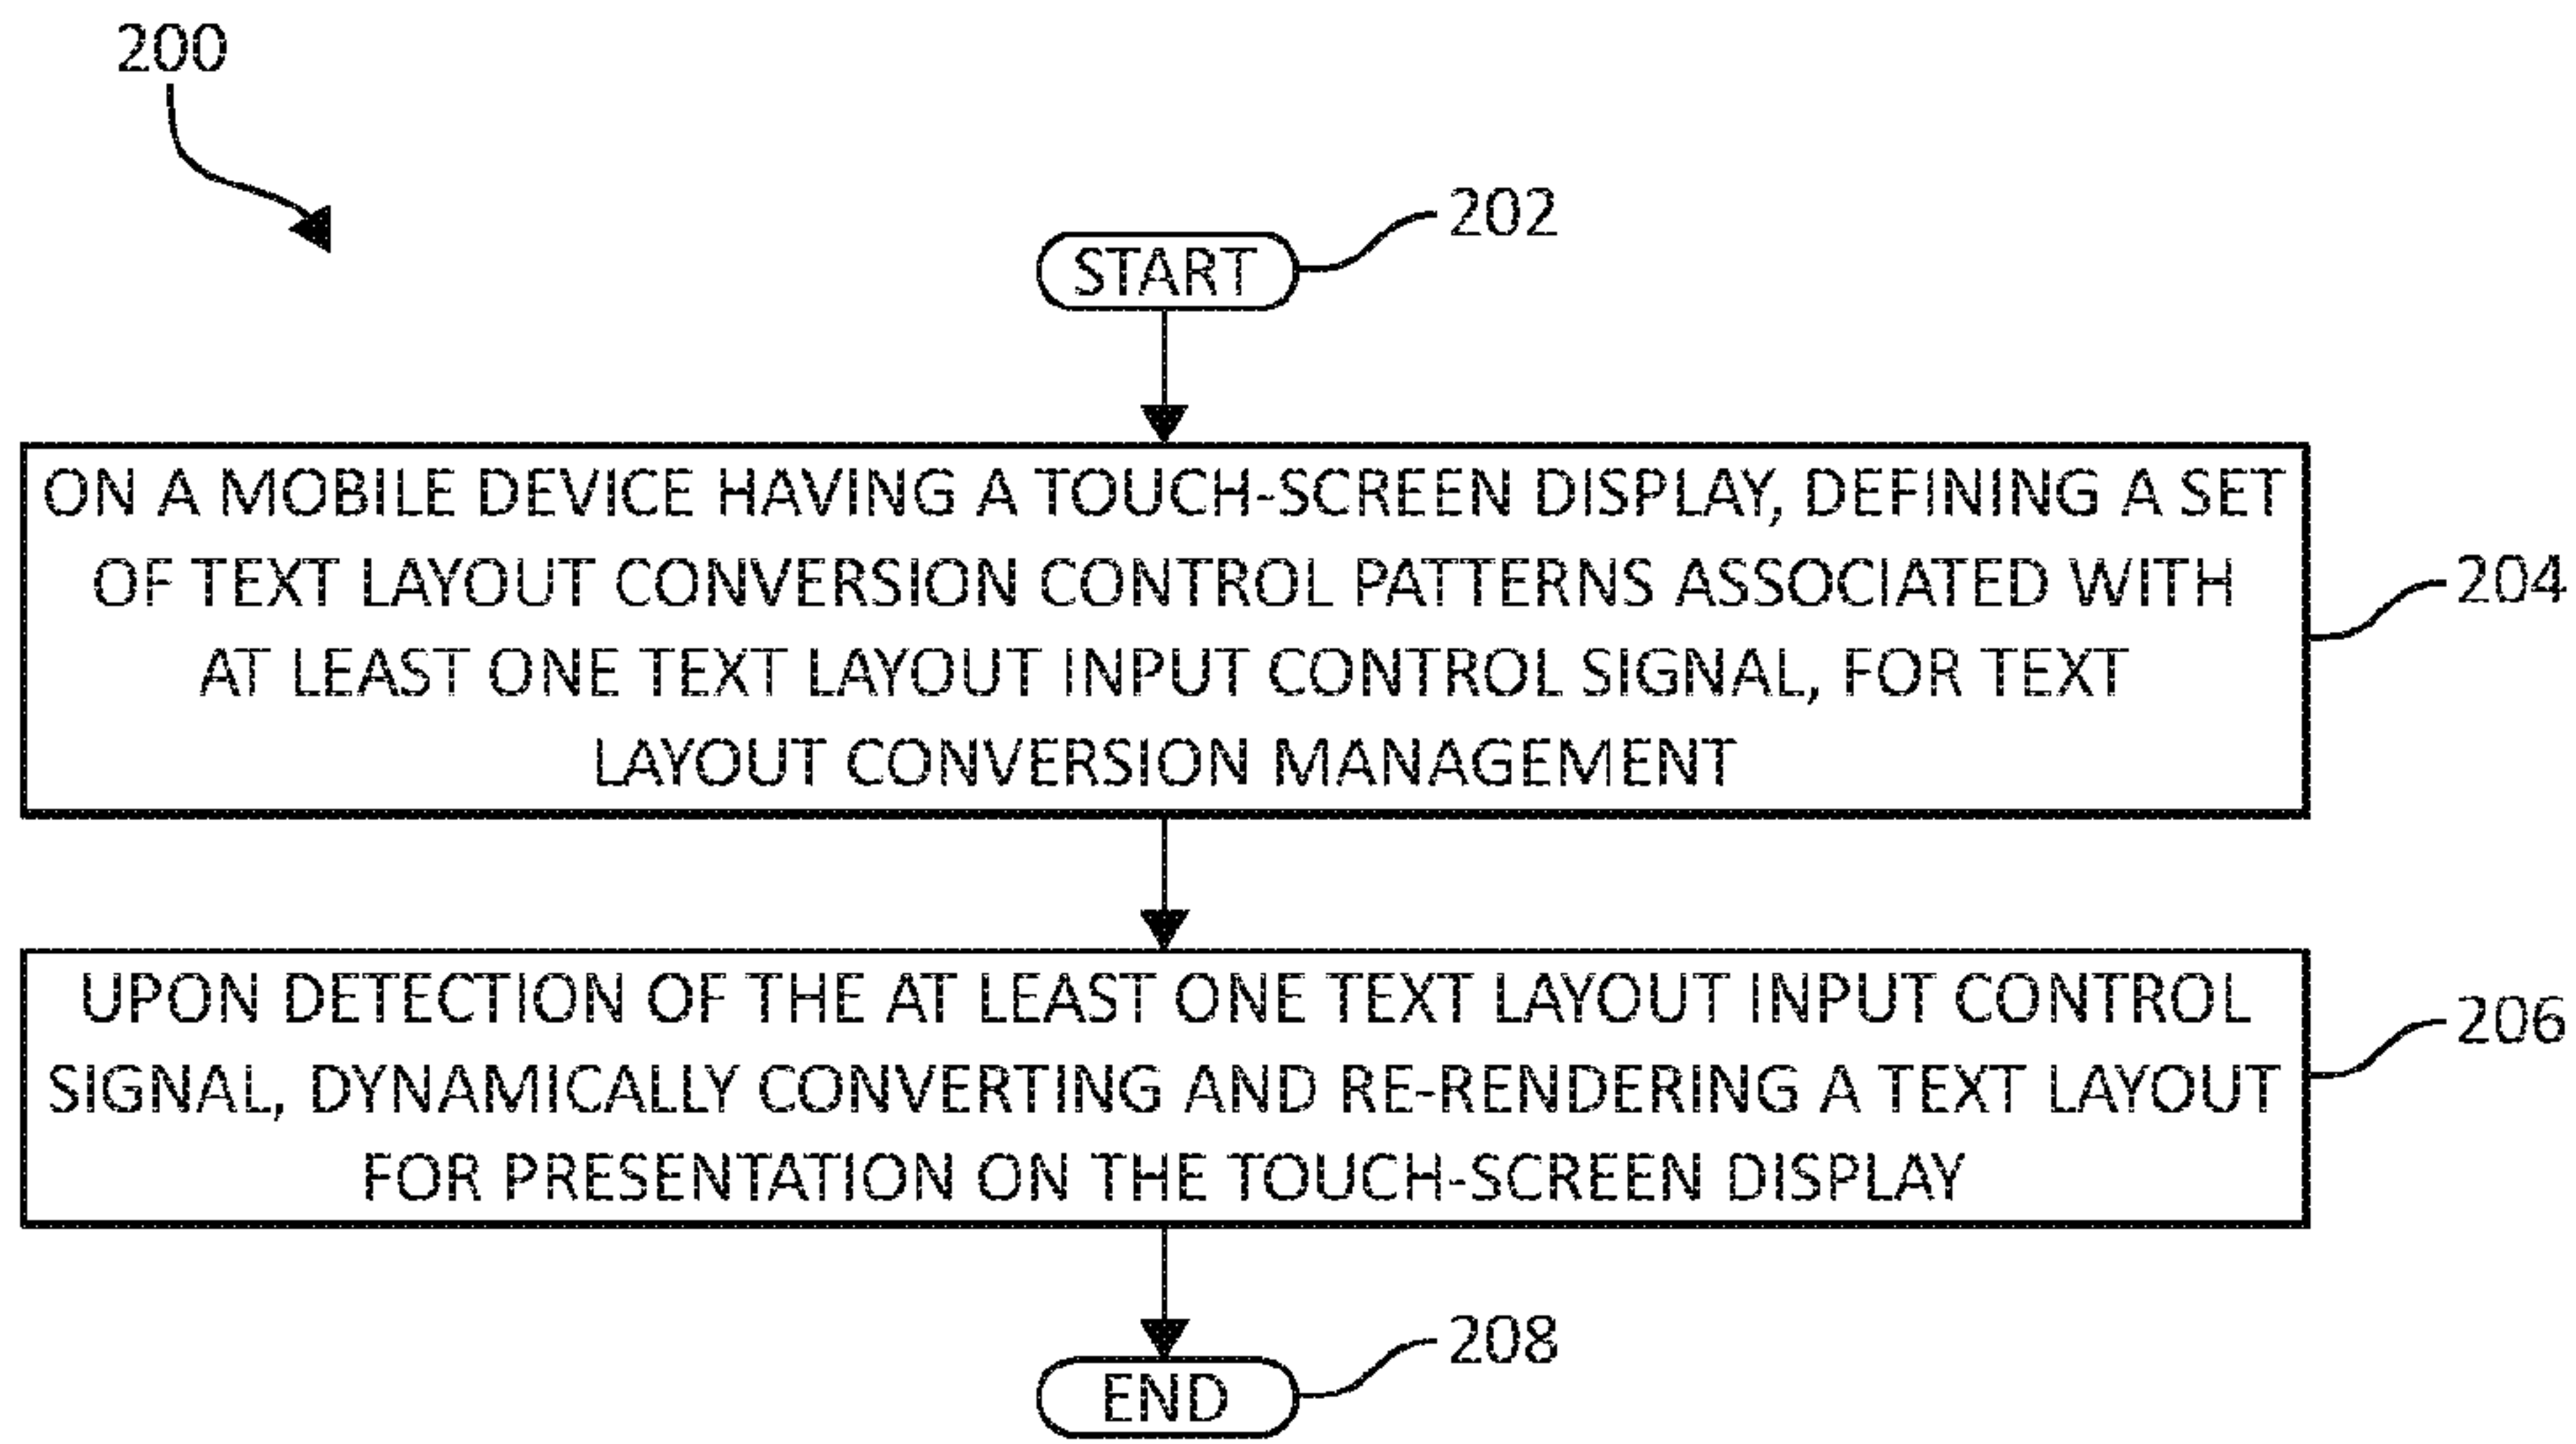 200
202
START
ON A MOBILE DEVICE HAVING A TOUCH-SCREEN DISPLAY, DEFINING A SET
OF TEXT LAYOUT CONVERSION CONTROL PATTERNS ASSOCIATED WITH
AT LEAST ONE TEXT LAYOUT INPUT CONTROL SIGNAL, FOR TEXT
LAYOUT CONVERSION MANAGEMENT
204
UPON DETECTION OF THE AT LEAST ONE TEXT LAYOUT INPUT CONTROL
SIGNAL, DYNAMICALLY CONVERTING AND RE-RENDERING A TEXT LAYOUT
FOR PRESENTATION ON THE TOUCH-SCREEN DISPLAY
206
208
END